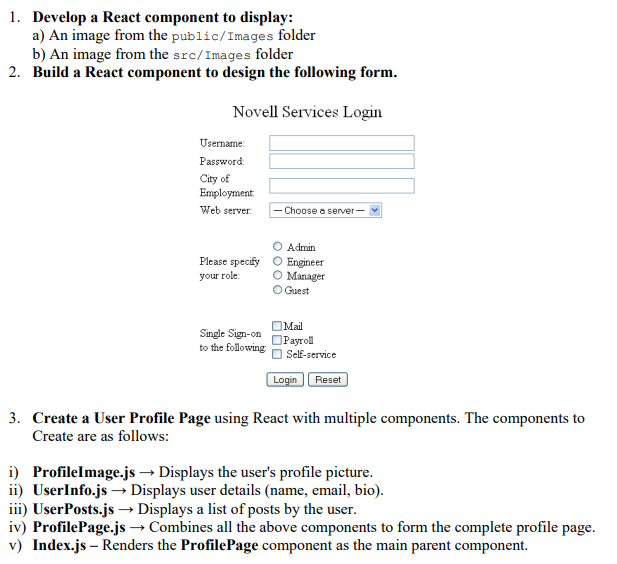 1. Develop a React component to display:
a) An image from the public/Images folder
b) An image from the src/Images folder
2. Build a React component to design the following form.
Novell Services Login
Username:
Password:
City of
Employment:
Web server: -- Choose a server --
Admin
Please specify Engineer
your role: Manager
Guest
Mail
Single Sign-on Payroll
to the following: Self-service
Login Reset
3. Create a User Profile Page using React with multiple components. The components to
Create are as follows:
i) ProfileImage.js → Displays the user's profile picture.
ii) UserInfo.js → Displays user details (name, email, bio).
iii) UserPosts.js → Displays a list of posts by the user.
iv) ProfilePage.js → Combines all the above components to form the complete profile page.
v) Index.js – Renders the ProfilePage component as the main parent component.